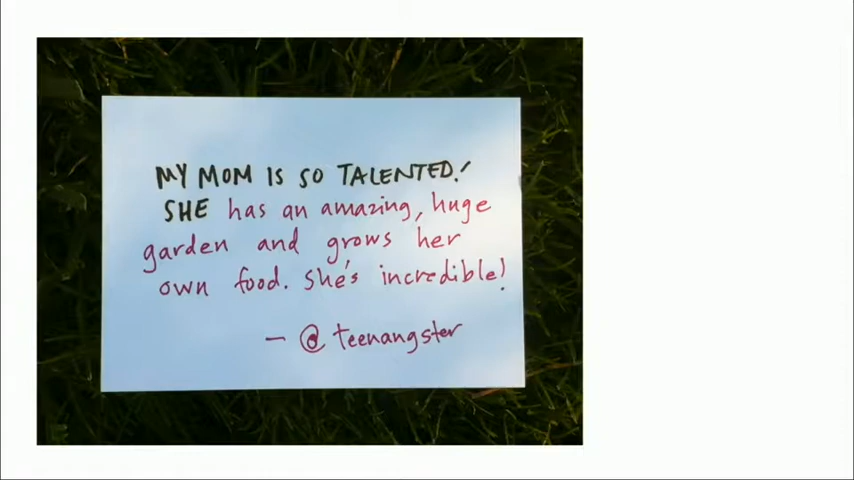 MY MOM IS SO TALENTED!
SHE has an amazing, huge
garden and grows her
own food. She's incredible!
— @teenangster